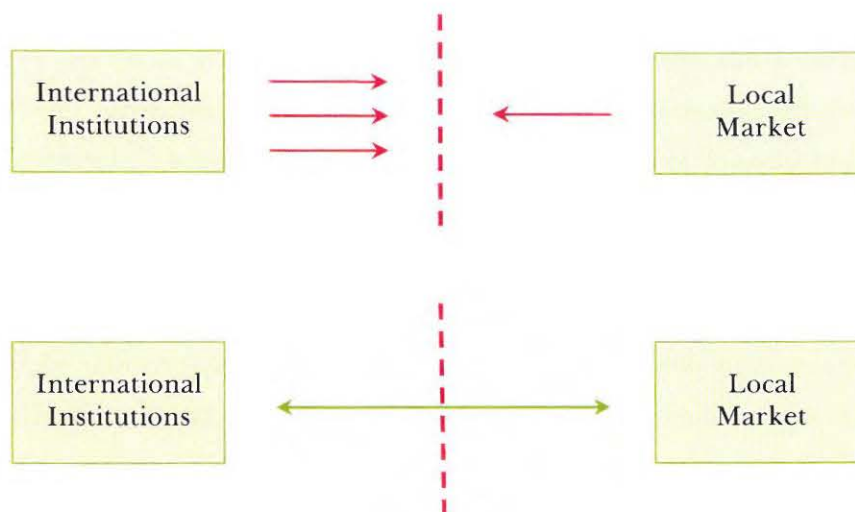 International
Institutions
Local
Market
International
Institutions
Local
Market